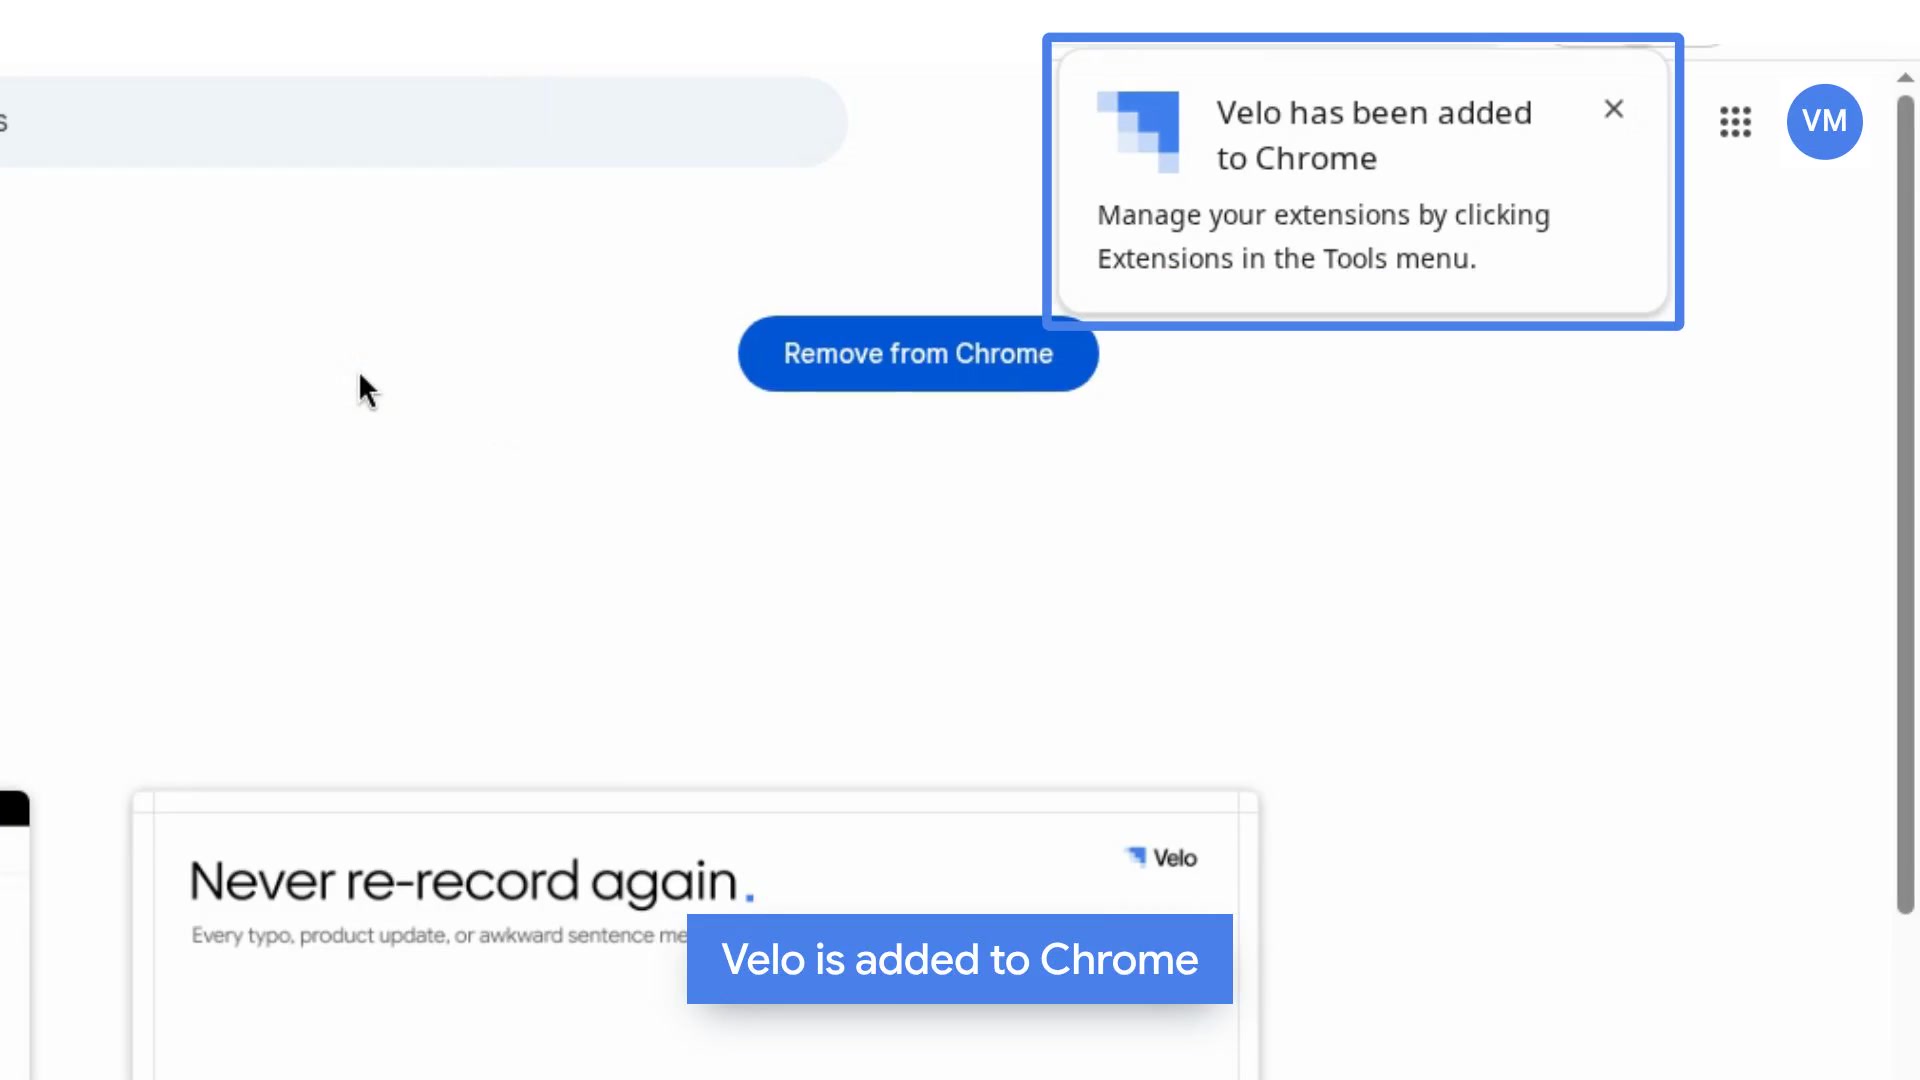 s
Velo has been added
to Chrome
Manage your extensions by clicking
Extensions in the Tools menu.
VM
Remove from Chrome
Never re-record again.
Velo
Every typo, product update, or awkward sentence me
Velo is added to Chrome